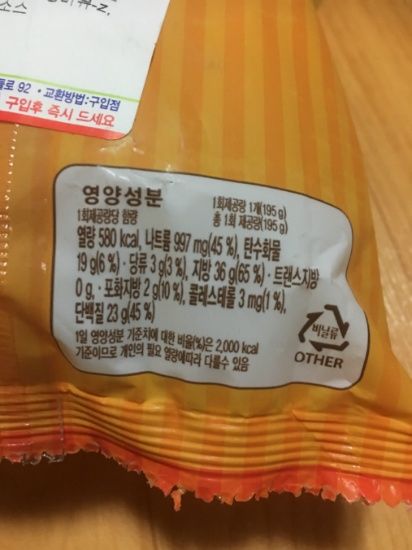 소스
로 92 • 교환방법:구입점
구입후 즉시 드세요
영양성분
1회제공량 1개(195 g)
1회제공량당 함량
총 1회 제공량(195 g)
열량 580 kcal, 나트륨 997 mg(45 %), 탄수화물
19 g(6 %)·당류 3 g(3 %), 지방 36 g(65 %)·트랜스지방
0 g,·포화지방 2 g(10 %), 콜레스테롤 3 mg(1 %),
단백질 23 g(45 %)
1일 영양성분 기준치에 대한 비율(%)은 2,000 kcal
기준이므로 개인의 필요 열량에따라 다를수 있음
비닐류
OTHER